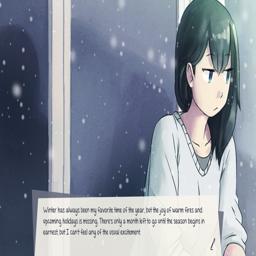 Winter has always been my favorite time of the year, but the joy of warm fires and
upcoming holidays is missing. There's only a month left to go until the season begins in
earnest but I can't feel any of the usual excitement.